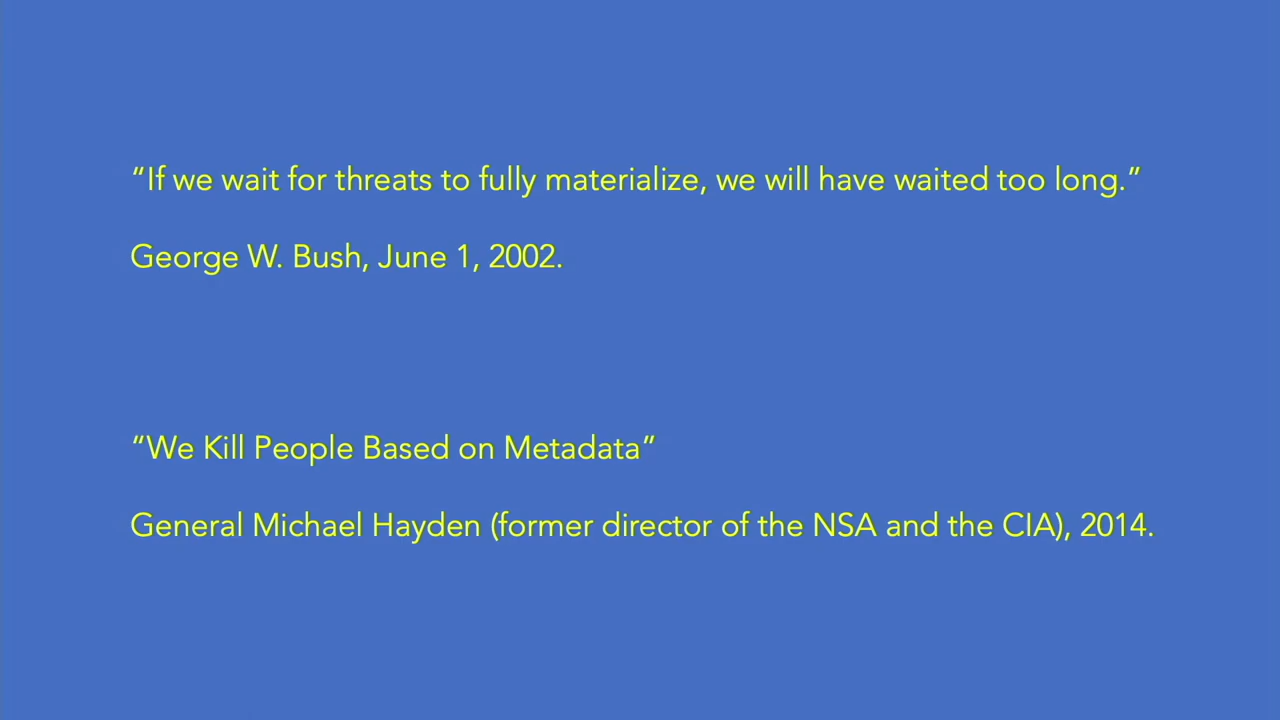 “If we wait for threats to fully materialize, we will have waited too long.”
George W. Bush, June 1, 2002.
“We Kill People Based on Metadata”
General Michael Hayden (former director of the NSA and the CIA), 2014.